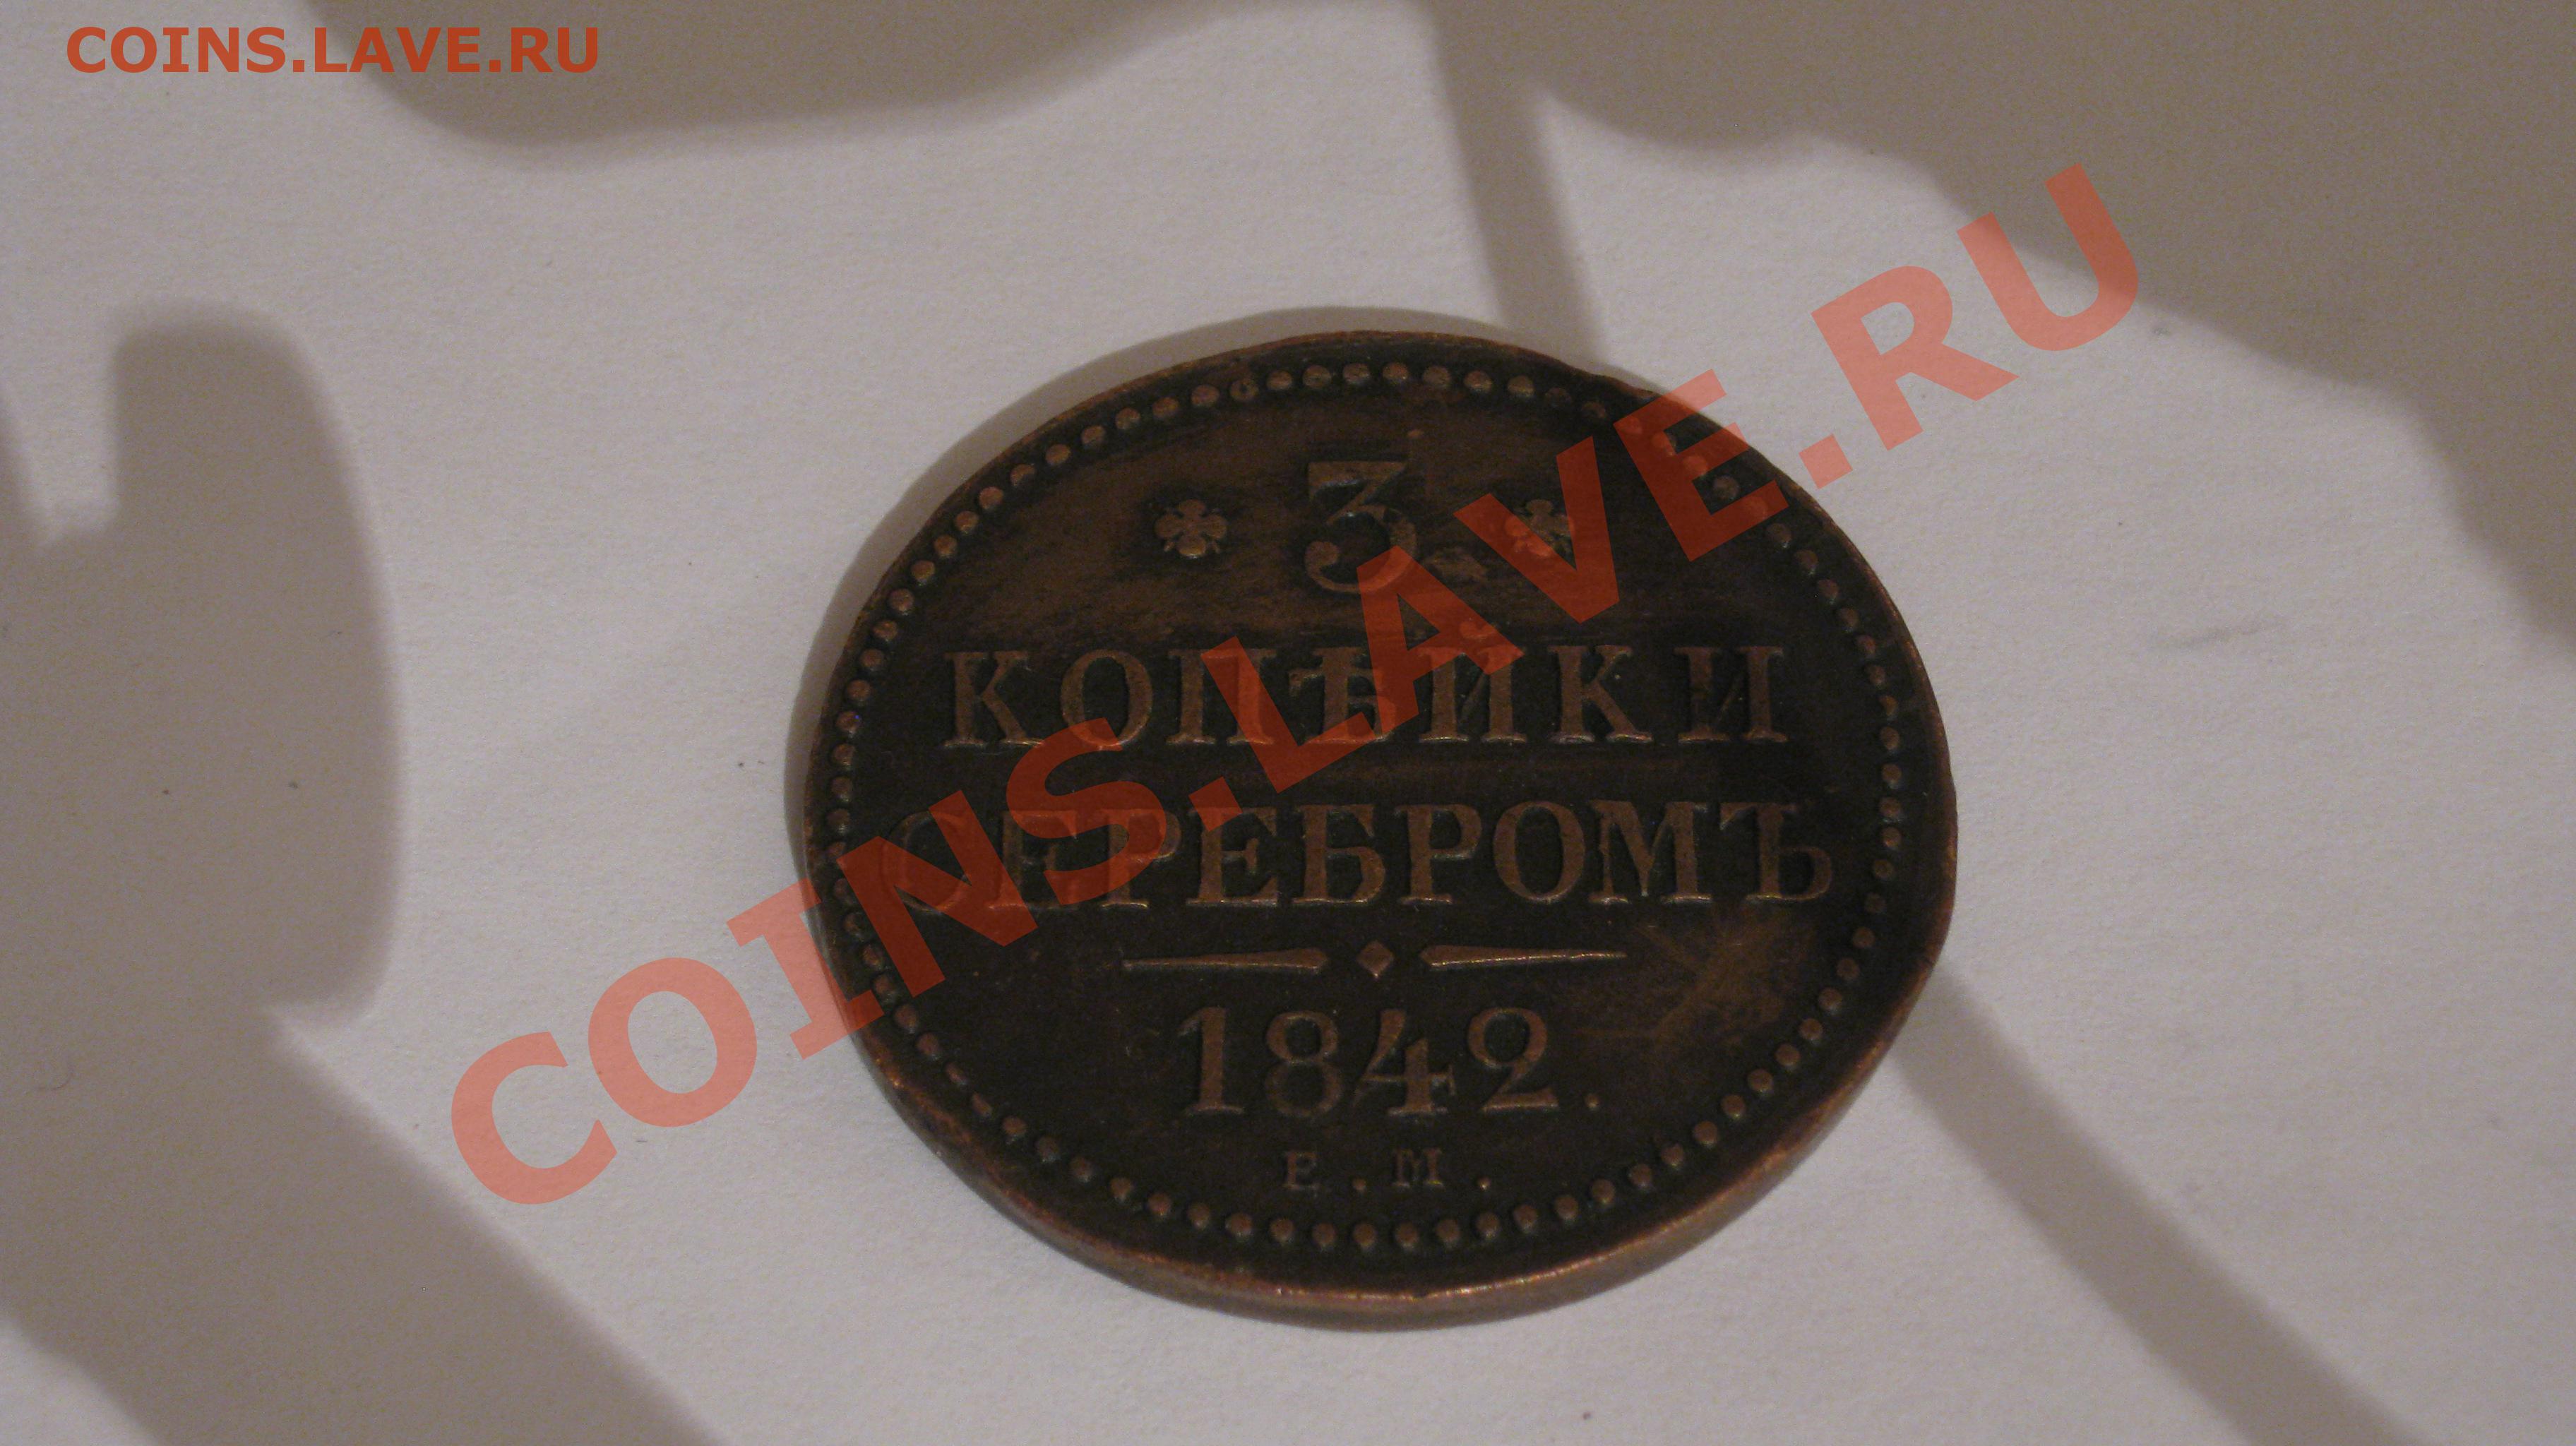 COINS.LAVE.RU
3.
КОПѢЙКИ
СЕРЕБРОМЪ
1842.
Е.М.
COINS.LAVE.RU